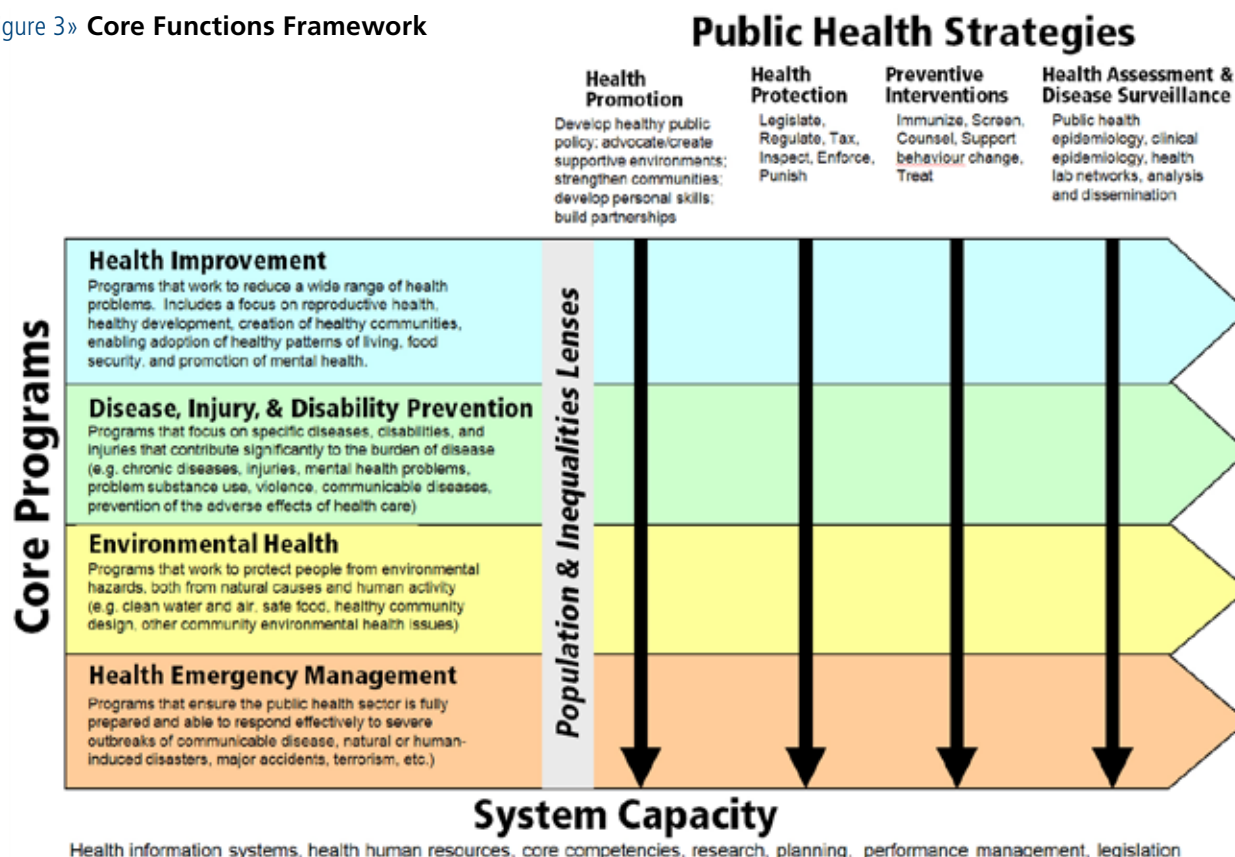 gure 3» Core Functions Framework
Public Health Strategies
Health
Promotion
Develop healthy public
policy; advocate/create
supportive environments;
strengthen communities;
develop personal skills;
build partnerships
Health
Protection
Legislate,
Regulate, Tax,
Inspect, Enforce,
Punish
Preventive
Interventions
Immunize, Screen,
Counsel, Support
behaviour change,
Treat
Health Assessment &
Disease Surveillance
Public health
epidemiology, clinical
epidemiology, health
lab networks, analysis
and dissemination
Core Programs
Health Improvement
Programs that work to reduce a wide range of health
problems. Includes a focus on reproductive health,
healthy development, creation of healthy communities,
enabling adoption of healthy patterns of living, food
security, and promotion of mental health.
Disease, Injury, & Disability Prevention
Programs that focus on specific diseases, disabilities, and
injuries that contribute significantly to the burden of disease
(e.g. chronic diseases, injuries, mental health problems,
problem substance use, violence, communicable diseases,
prevention of the adverse effects of health care)
Environmental Health
Programs that work to protect people from environmental
hazards, both from natural causes and human activity
(e.g. clean water and air, safe food, healthy community
design, other community environmental health issues)
Health Emergency Management
Programs that ensure the public health sector is fully
prepared and able to respond effectively to severe
outbreaks of communicable disease, natural or human-
induced disasters, major accidents, terrorism, etc.)
Population & Inequalities Lenses
System Capacity
Health information systems, health human resources, core competencies, research, planning, performance management, legislation